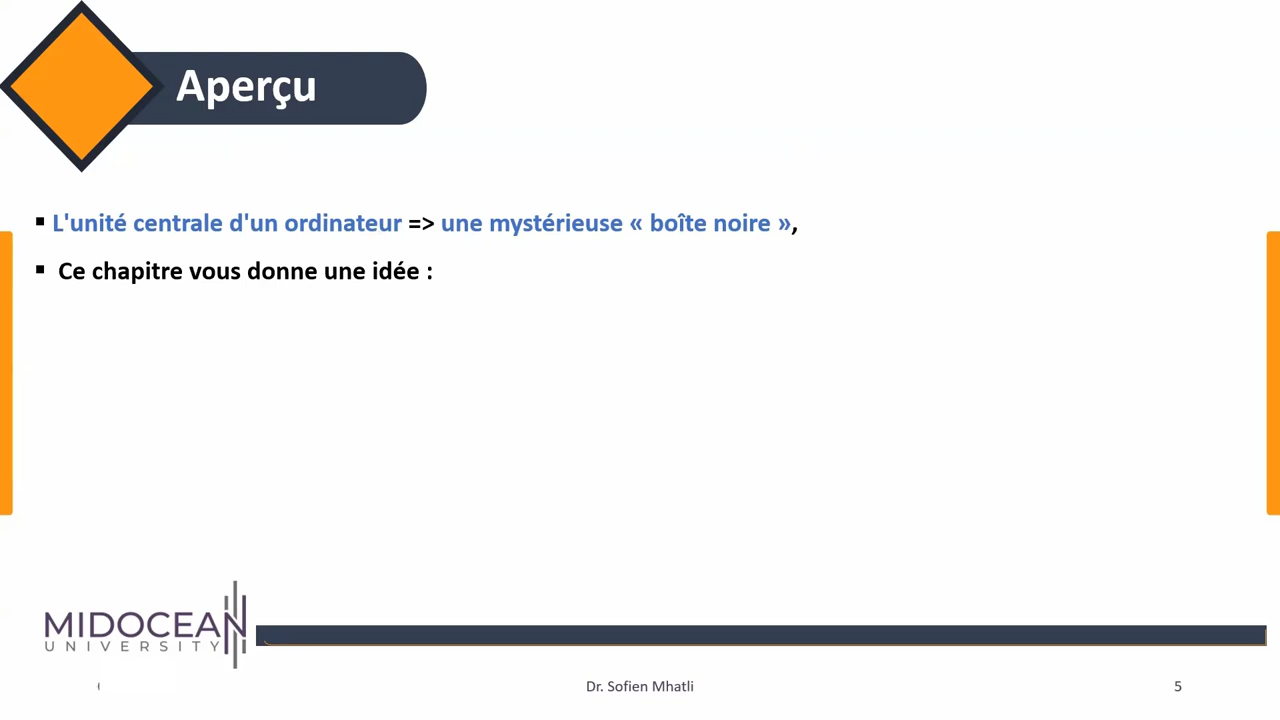 Aperçu
▪ L'unité centrale d'un ordinateur => une mystérieuse « boîte noire »,
▪ Ce chapitre vous donne une idée :
MIDOCEAN
UNIVERSITY
Dr. Sofien Mhatli
5